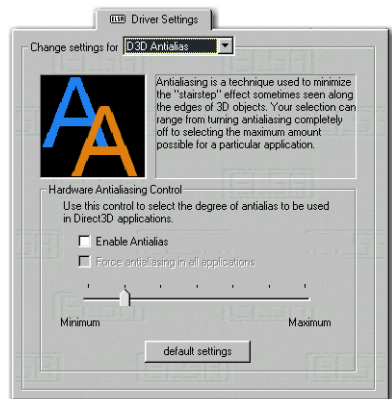 ELSA Driver Settings
Change settings for D3D Antialias
AA
Antialiasing is a technique used to minimize
the "stairstep" effect sometimes seen along
the edges of 3D objects. Your selection can
range from turning antialiasing completely
off to selecting the maximum amount
possible for a particular application.
Hardware Antialiasing Control
Use this control to select the degree of antialias to be used
in Direct3D applications.
Enable Antialias
Force antialiasing in all applications
Minimum Maximum
default settings